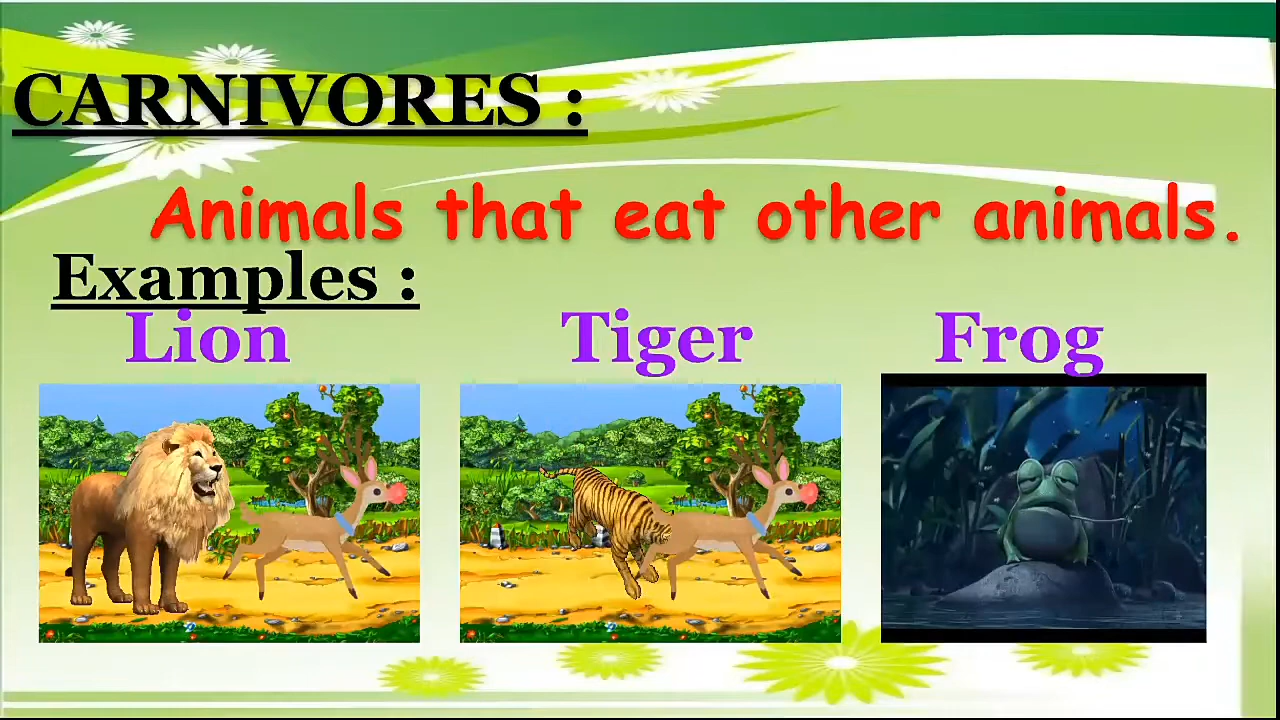 CARNIVORES :
Animals that eat other animals.
Examples :
Lion Tiger Frog